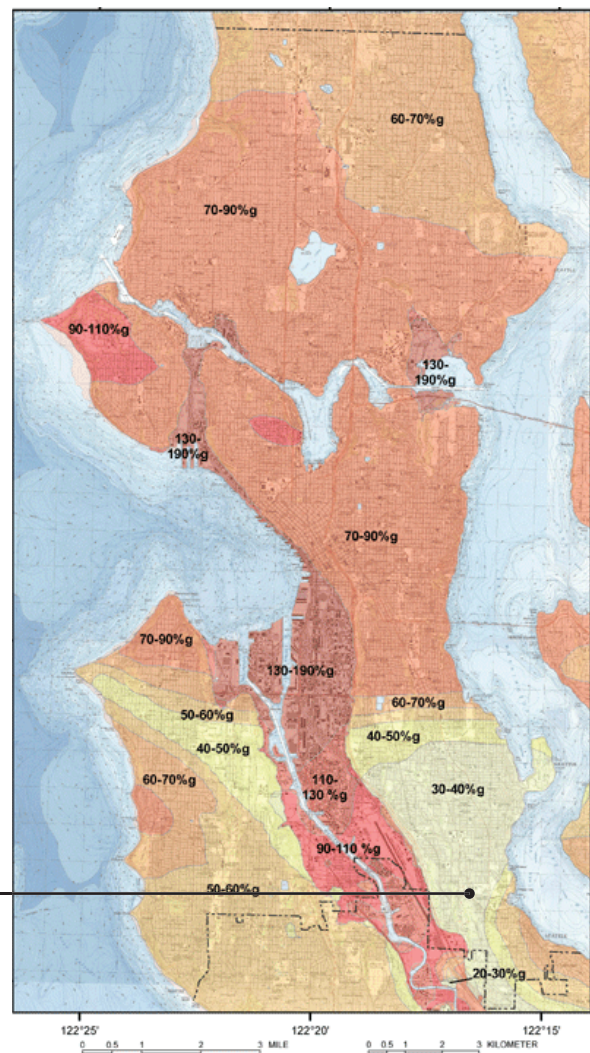 60-70%g
70-90%g
90-110%g
130-
190%g
130-
190%g
70-90%g
70-90%g
130-190%g
60-70%g
50-60%g
40-50%g
40-50%g
110-
130 %g
60-70%g
30-40%g
90-110 %g
50-60%g
20-30%g
122°25' 122°20' 122°15'
0 0.5 1 2 3 MILE 0 0.5 1 2 3 KILOMETER